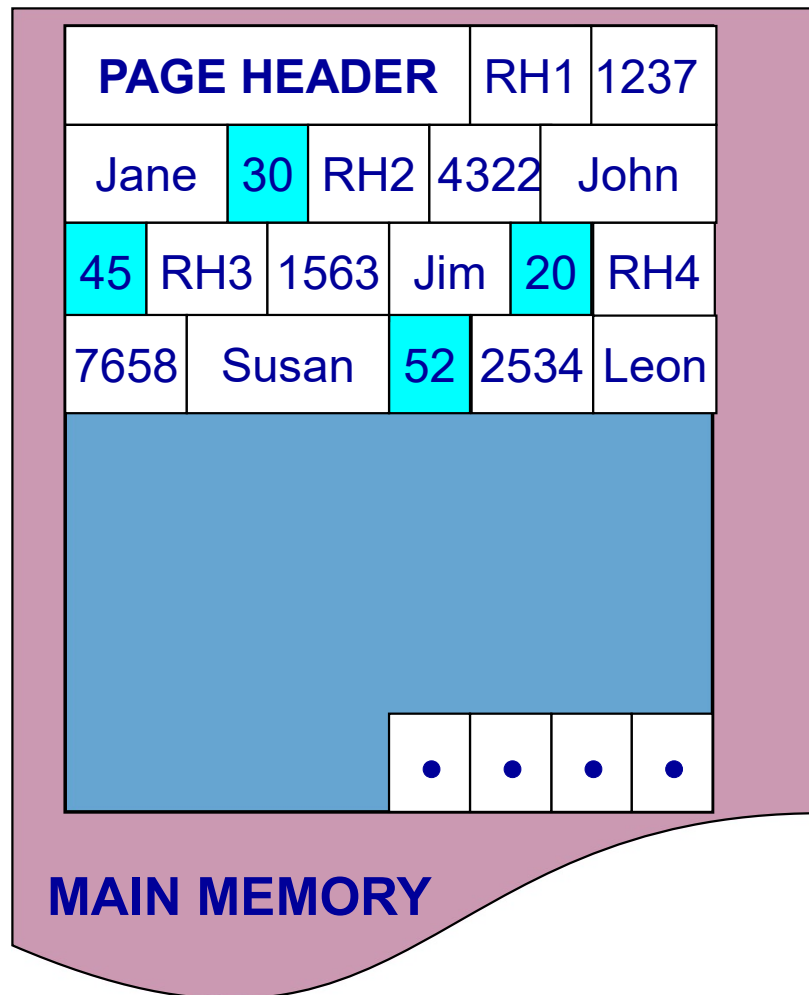 PAGE HEADER RH1 1237
Jane 30 RH2 4322 John
45 RH3 1563 Jim 20 RH4
7658 Susan 52 2534 Leon
MAIN MEMORY